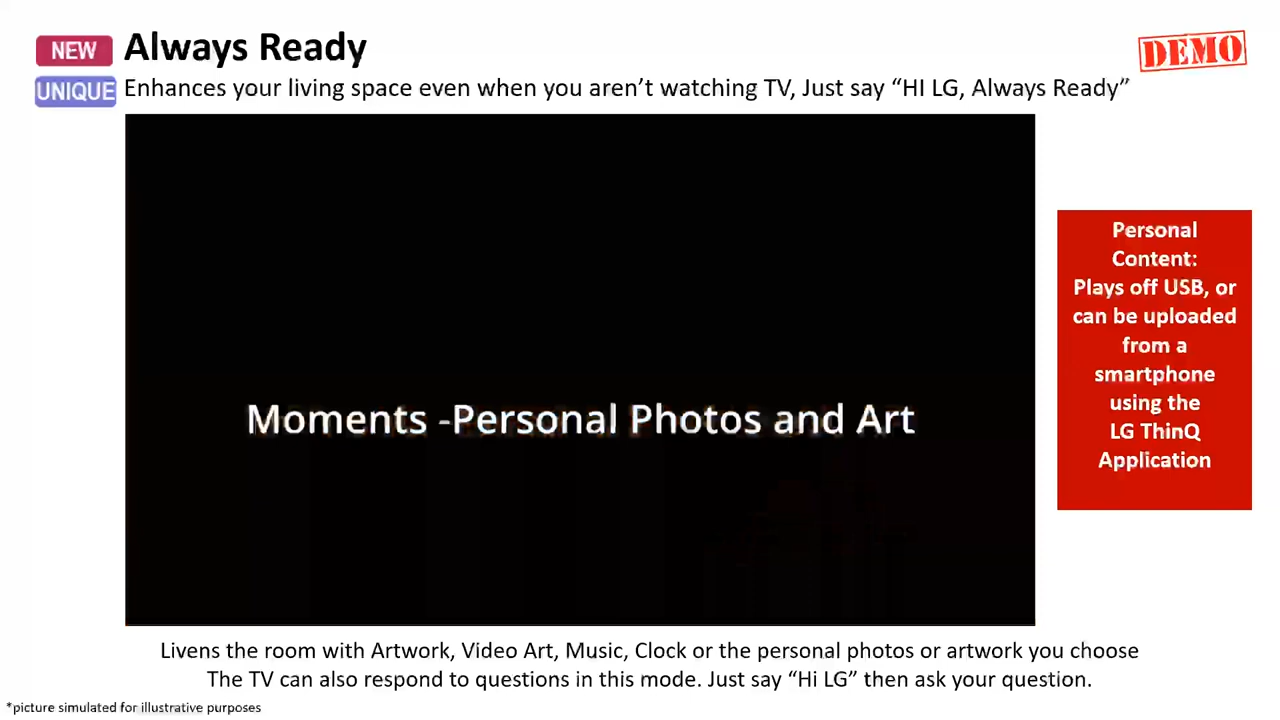 NEW
Always Ready
DEMO
UNIQUE
Enhances your living space even when you aren’t watching TV, Just say “HI LG, Always Ready”
Moments -Personal Photos and Art
Personal
Content:
Plays off USB, or
can be uploaded
from a
smartphone
using the
LG ThinQ
Application
Livens the room with Artwork, Video Art, Music, Clock or the personal photos or artwork you choose
The TV can also respond to questions in this mode. Just say “Hi LG” then ask your question.
*picture simulated for illustrative purposes